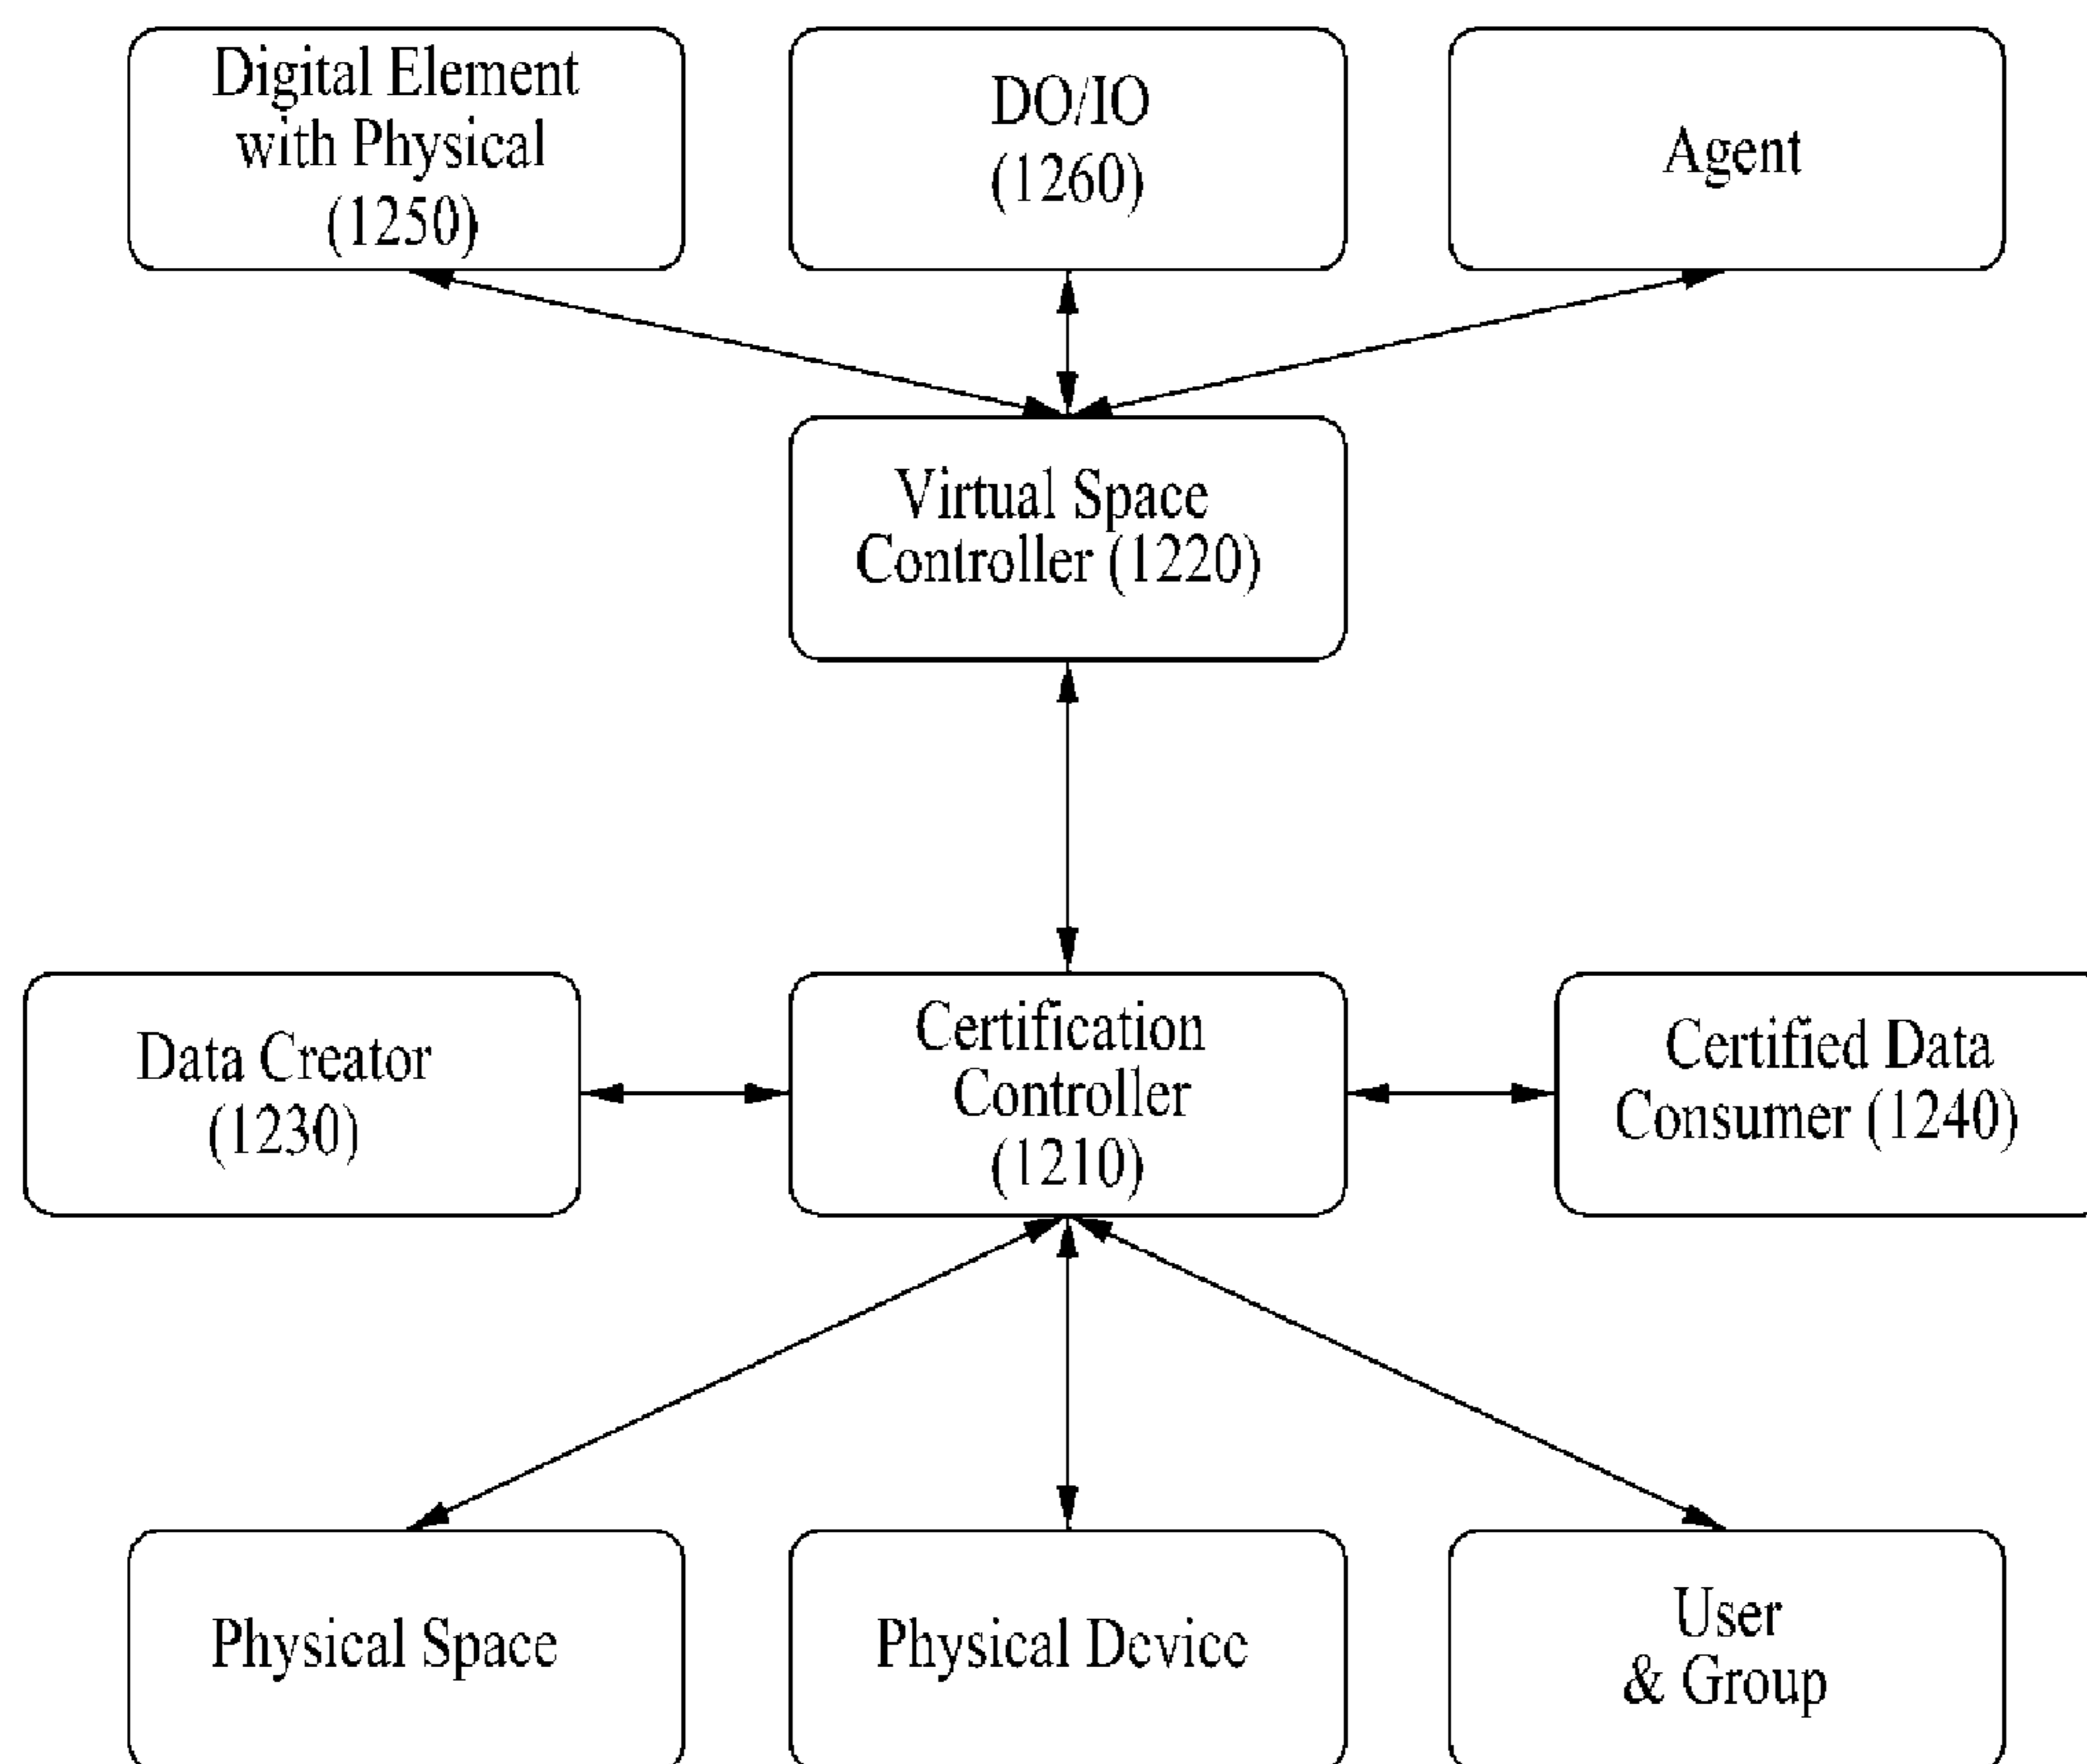 Digital Element
with Physical
(1250)
DO/IO
(1260)
Agent
Virtual Space
Controller (1220)
Data Creator
(1230)
Certification
Controller
(1210)
Certified Data
Consumer (1240)
Physical Space
Physical Device
User
& Group